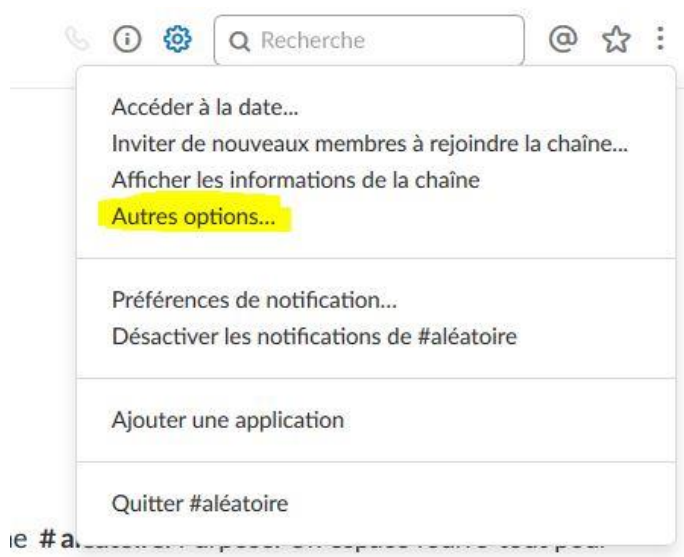 Recherche
Accéder à la date...
Inviter de nouveaux membres à rejoindre la chaîne...
Afficher les informations de la chaîne
Autres options...
Préférences de notification...
Désactiver les notifications de #aléatoire
Ajouter une application
Quitter #aléatoire